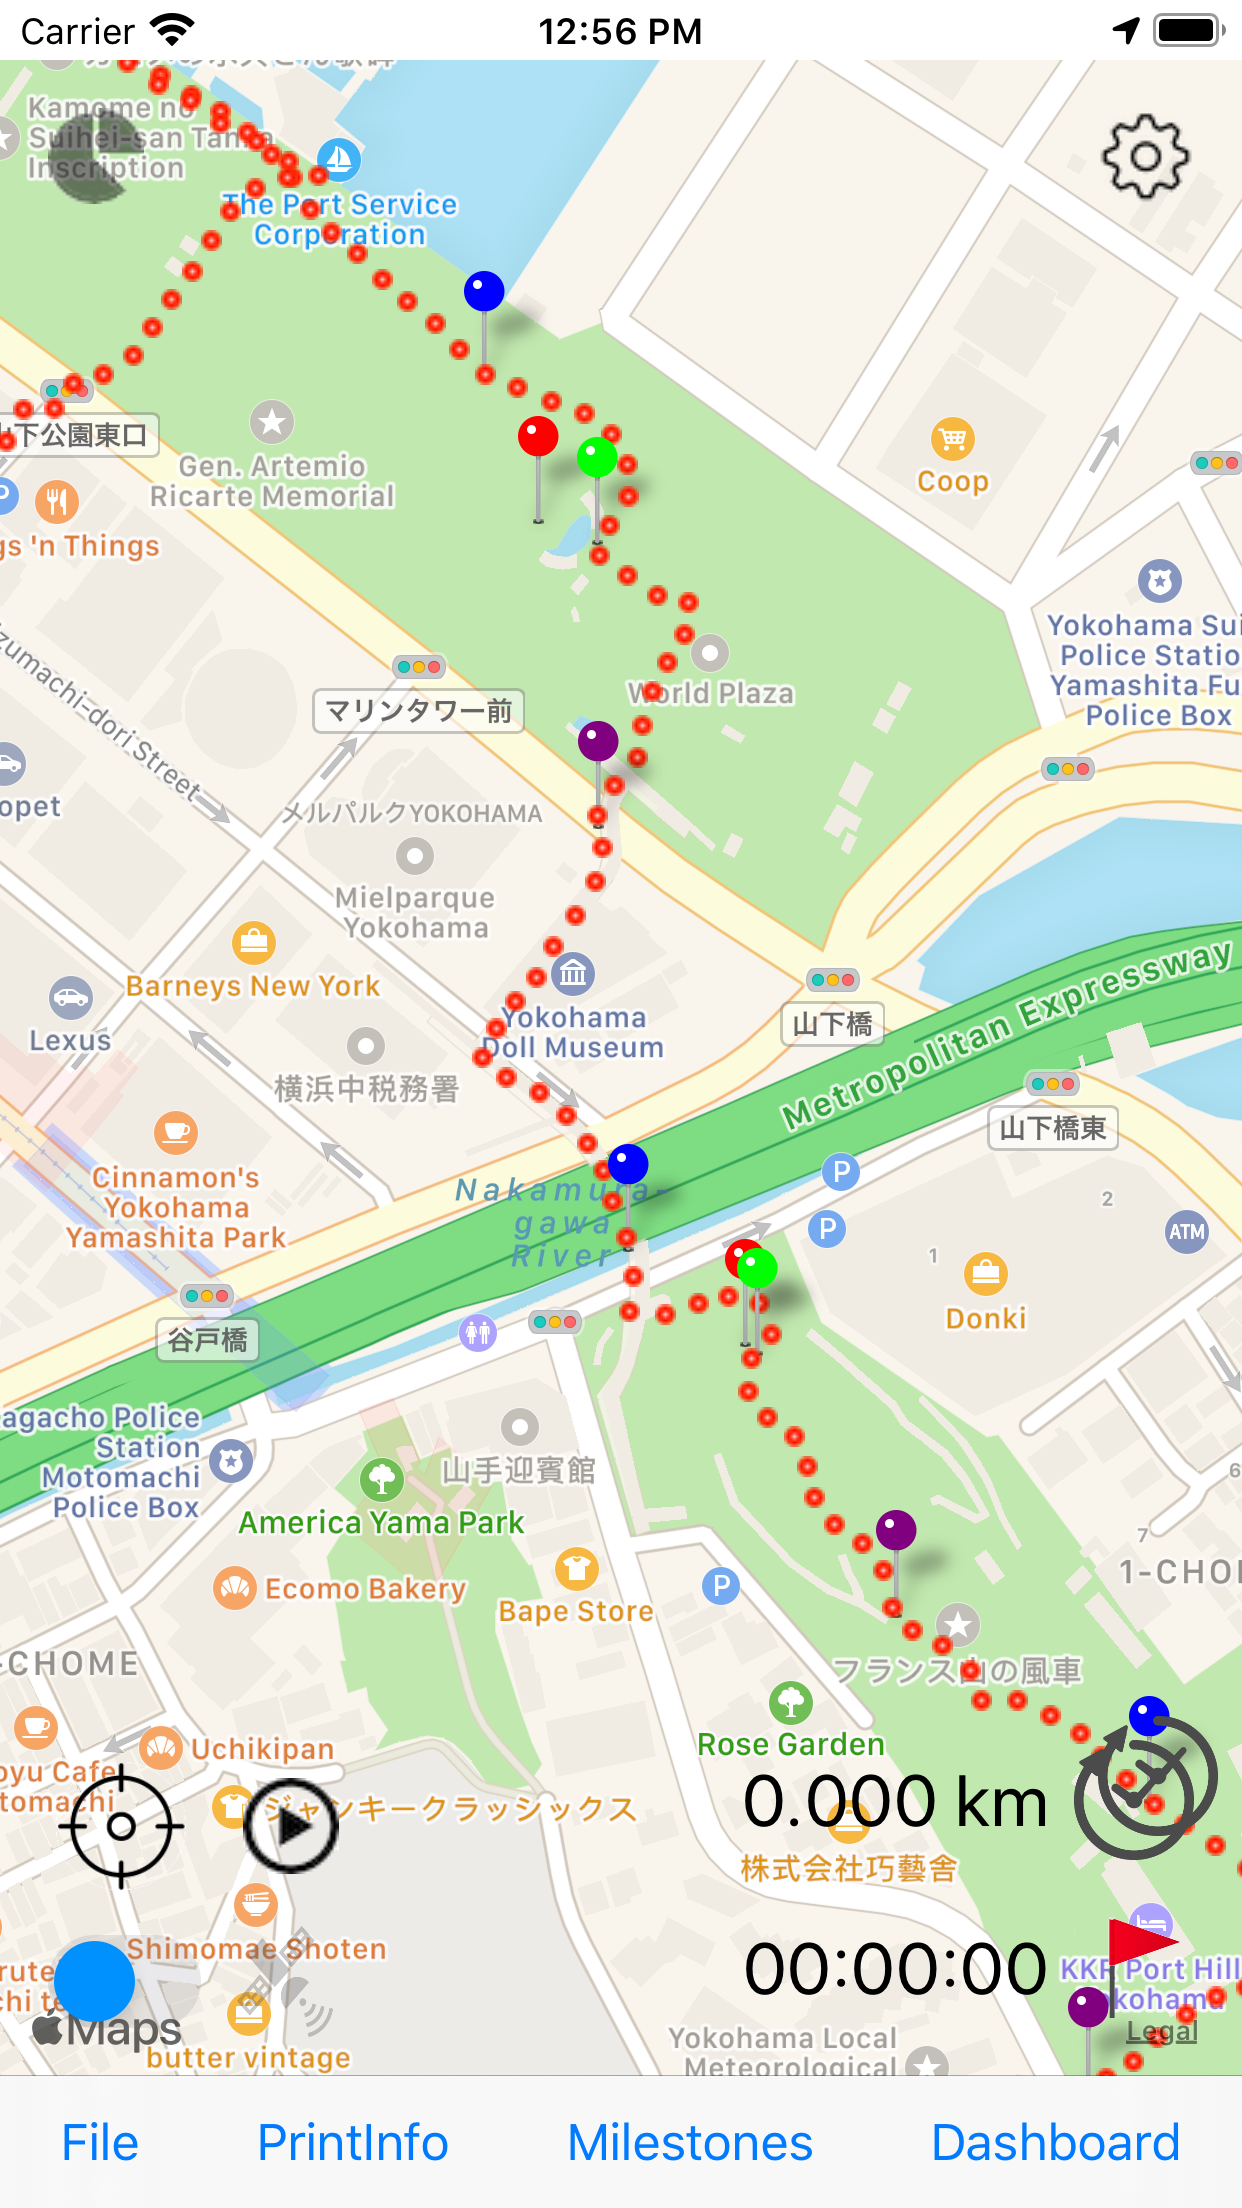 Carrier
12:56 PM
Kamome no
Suihei-san Tanka
Inscription
The Port Service
Corporation
山下公園東口
Gen. Artemio
Ricarte Memorial
Coop
gs 'n Things
P
Yokohama Sui
Police Statio
Yamashita Fu
Police Box
World Plaza
マリンタワー前
izumachi-dori Street
opet
メルパルクYOKOHAMA
Mielparque
Yokohama
Barneys New York
Lexus
Yokohama
Doll Museum
山下橋
Metropolitan Expressway
横浜中税務署
山下橋東
Cinnamon's
Yokohama
Yamashita Park
Nakamura-
gawa
River
P
P
2
ATM
1
Donki
谷戸橋
agacho Police
Station
Motomachi
Police Box
山手迎賓館
America Yama Park
6
7
1-CHOM
Ecomo Bakery
Bape Store
P
-CHOME
フランス山の風車
Rose Garden
Uchikipan
oyu Cafe
tomachi
ジャンキークラッシックス
0.000 km
株式会社巧藝舎
Shimomae Shoten
00:00:00
KKR Port Hill
Yokohama
Maps
Legal
butter vintage
Yokohama Local
Meteorological
File
PrintInfo
Milestones
Dashboard